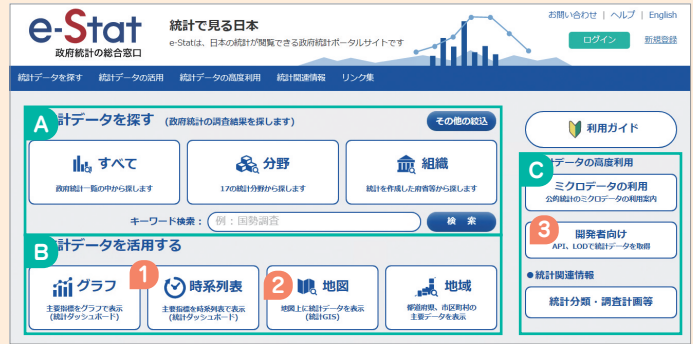 e-Stat
政府統計の総合窓口
統計で見る日本
e-Statは、日本の統計が閲覧できる政府統計ポータルサイトです
お問い合わせ | ヘルプ | English
ログイン
新規登録
統計データを探す 統計データの活用 統計データの高度利用 統計関連情報 リンク集
A
計データを探す (政府統計の調査結果を探します)
その他の絞込
すべて
政府統計一覧の中から探します
分野
17の統計分野から探します
組織
統計を作成した府省等から探します
キーワード検索: 例:国勢調査
検 索
B
計データを活用する
グラフ
主要指標をグラフで表示
(統計ダッシュボード)
1
時系列表
主要指標を時系列表で表示
(統計ダッシュボード)
2
地図
地図上に統計データを表示
(統計GIS)
地域
都道府県、市区町村の
主要データを表示
利用ガイド
C
計データの高度利用
ミクロデータの利用
公的統計のミクロデータの利用案内
3
開発者向け
API、LODで統計データを取得
●統計関連情報
統計分類・調査計画等